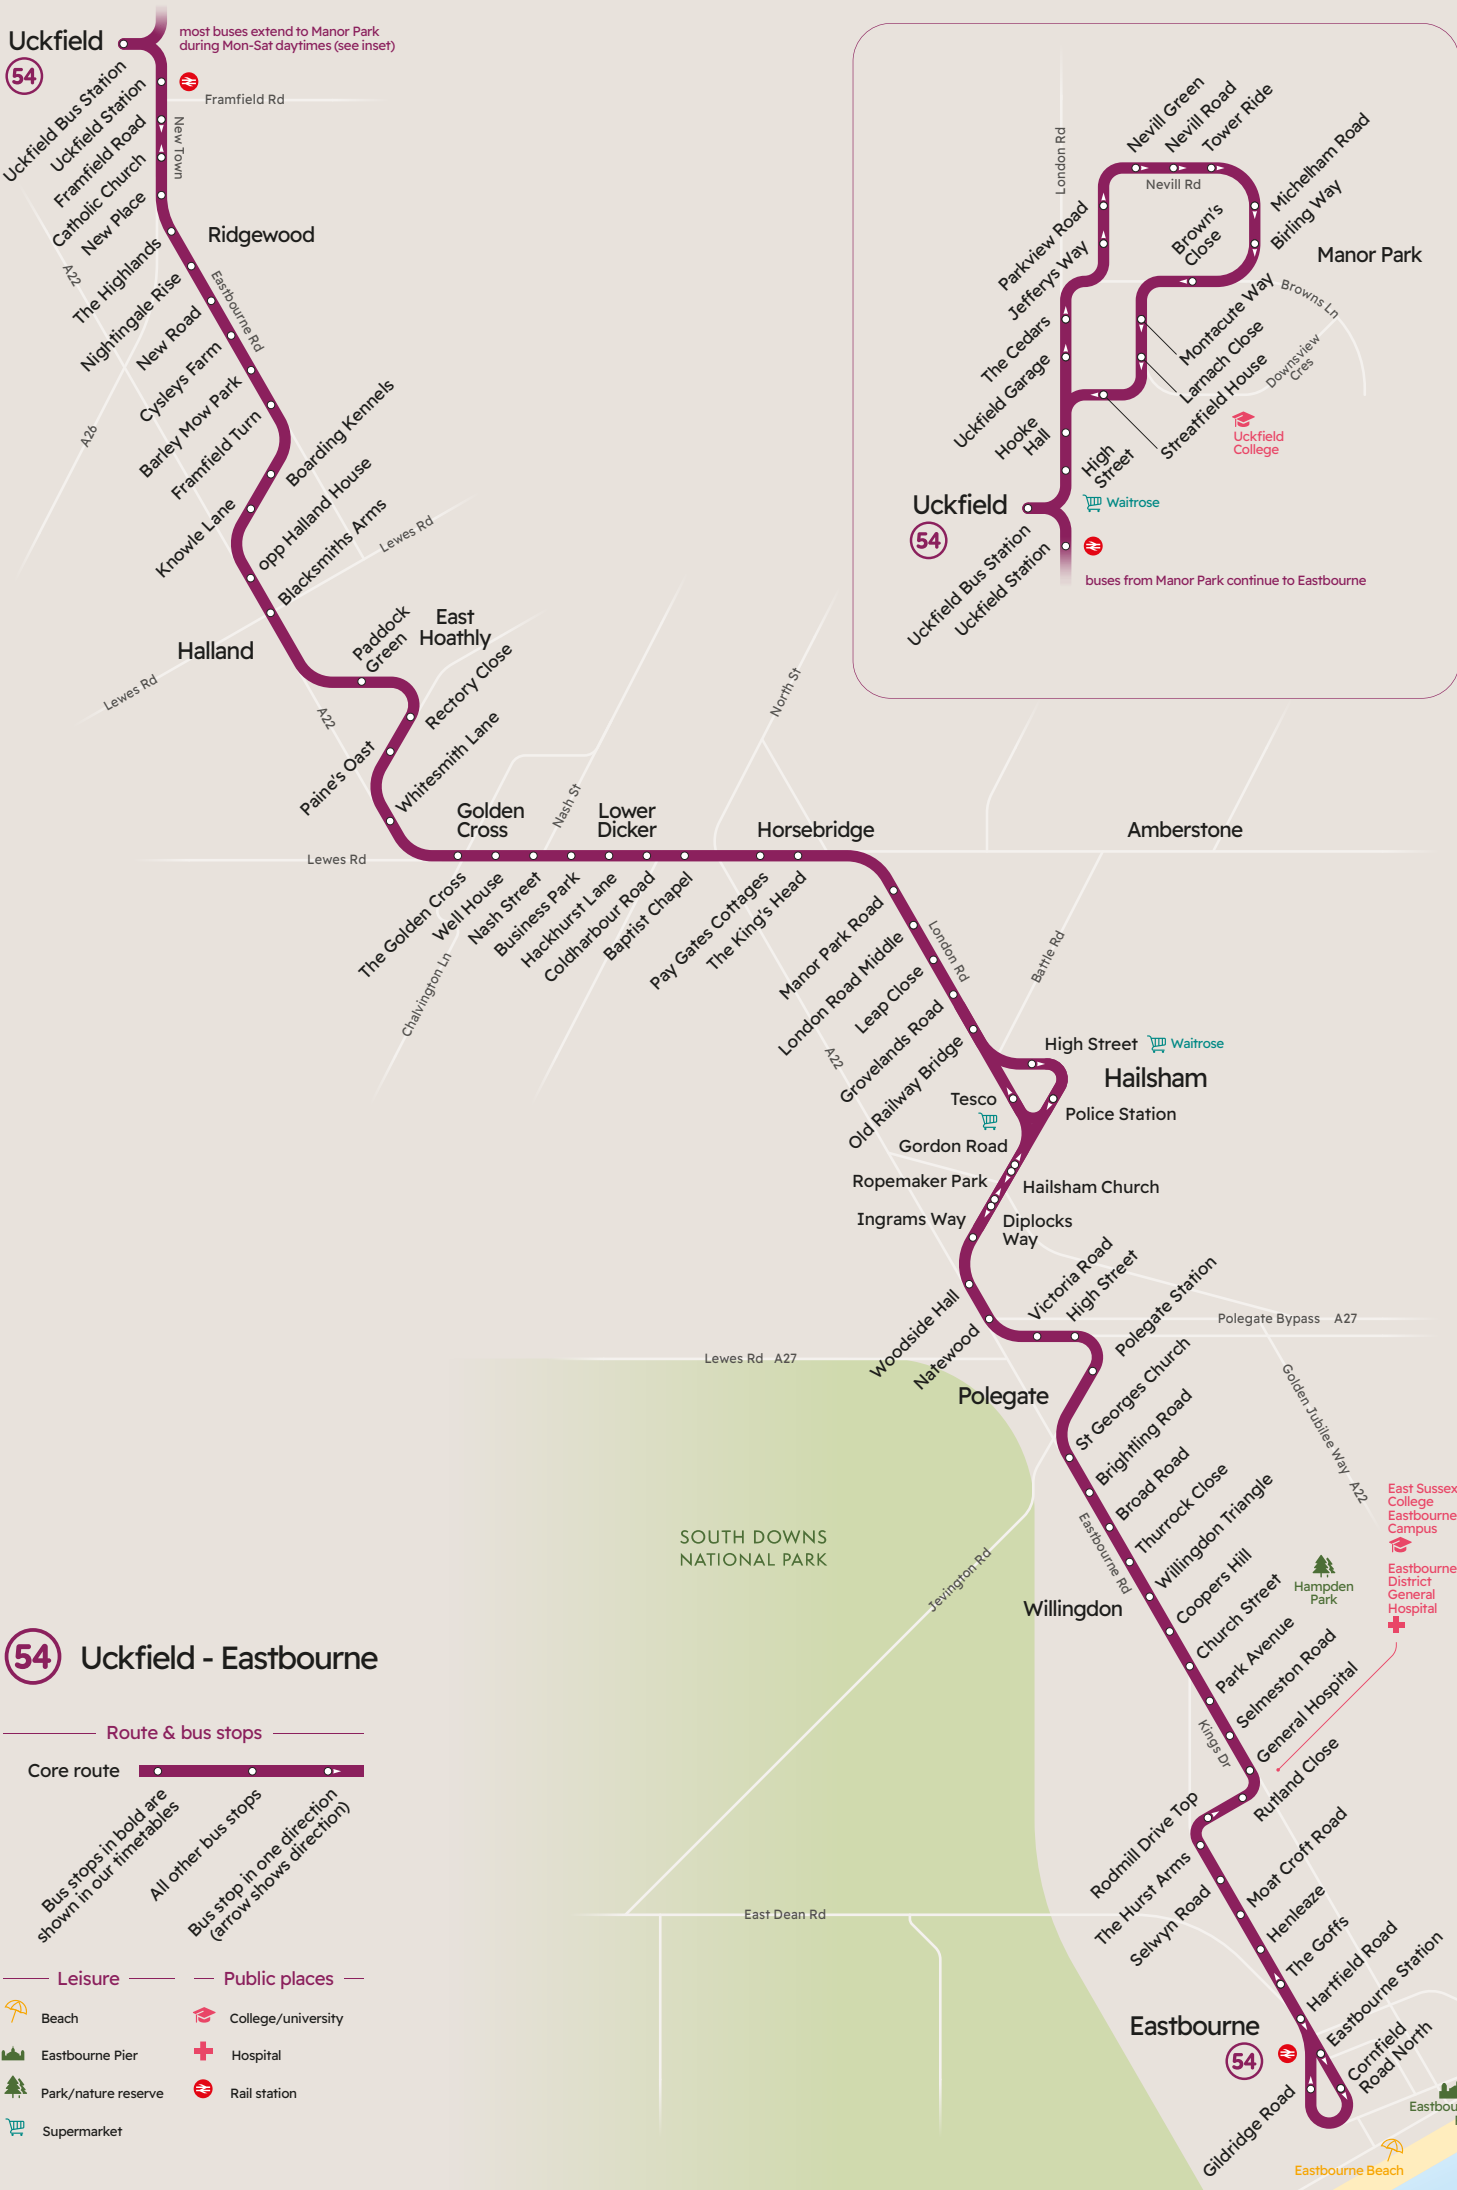 Uckfield
54
most buses extend to Manor Park
during Mon-Sat daytimes (see inset)
Uckfield Bus Station
Uckfield Station
Framfield Road
Catholic Church
New Place
Framfield Rd
New Town
Ridgewood
The Highlands
Nightingale Rise
New Road
Cysleys Farm
Barley Mow Park
Framfield Turn
Eastbourne Rd
A22
A26
Boarding Kennels
Knowle Lane
opp Halland House
Blacksmiths Arms
Lewes Rd
Halland
Lewes Rd
A22
Paddock
Green
East
Hoathly
Rectory Close
Paine's Oast
Whitesmith Lane
Lewes Rd
Golden
Cross
Nash St
Lower
Dicker
North St
Horsebridge
Amberstone
The Golden Cross
Well House
Nash Street
Business Park
Hackhurst Lane
Coldharbour Road
Baptist Chapel
Pay Gates Cottages
The King's Head
Chalvington Ln
A22
Manor Park Road
London Road Middle
Leap Close
Grovelands Road
Old Railway Bridge
London Rd
Battle Rd
High Street
Waitrose
Hailsham
Tesco
Police Station
Gordon Road
Ropemaker Park
Hailsham Church
Ingrams Way
Diplocks
Way
Woodside Hall
Natewood
Victoria Road
High Street
Polegate Station
Polegate Bypass A27
Lewes Rd A27
Polegate
St Georges Church
Brightling Road
Broad Road
Thurrock Close
Willingdon Triangle
Eastbourne Rd
Golden Jubilee Way A22
Willingdon
Coopers Hill
Church Street
Park Avenue
Selmeston Road
General Hospital
Kings Dr
Hampden
Park
East Sussex
College
Eastbourne
Campus
Eastbourne
District
General
Hospital
Rutland Close
Rodmill Drive Top
The Hurst Arms
Selwyn Road
Moat Croft Road
Henleaze
The Goffs
Hartfield Road
Eastbourne Station
Cornfield
Road North
Gildridge Road
Eastbourne
54
Eastbou
Eastbourne Beach
SOUTH DOWNS
NATIONAL PARK
Jevington Rd
East Dean Rd
London Rd
Nevill Green
Nevill Road
Tower Ride
Nevill Rd
Michelham Road
Birling Way
Manor Park
Brown's
Close
Parkview Road
Jefferys Way
The Cedars
Uckfield Garage
Hooke
Hall
High
Street
Montacute Way
Larnach Close
Streatfield House
Browns Ln
Downsview
Cres
Uckfield
College
Uckfield
54
Waitrose
Uckfield Bus Station
Uckfield Station
buses from Manor Park continue to Eastbourne
54 Uckfield - Eastbourne
Route & bus stops
Core route
Bus stops in bold are
shown in our timetables
All other bus stops
Bus stop in one direction
(arrow shows direction)
Leisure
Beach
Eastbourne Pier
Park/nature reserve
Supermarket
Public places
College/university
Hospital
Rail station